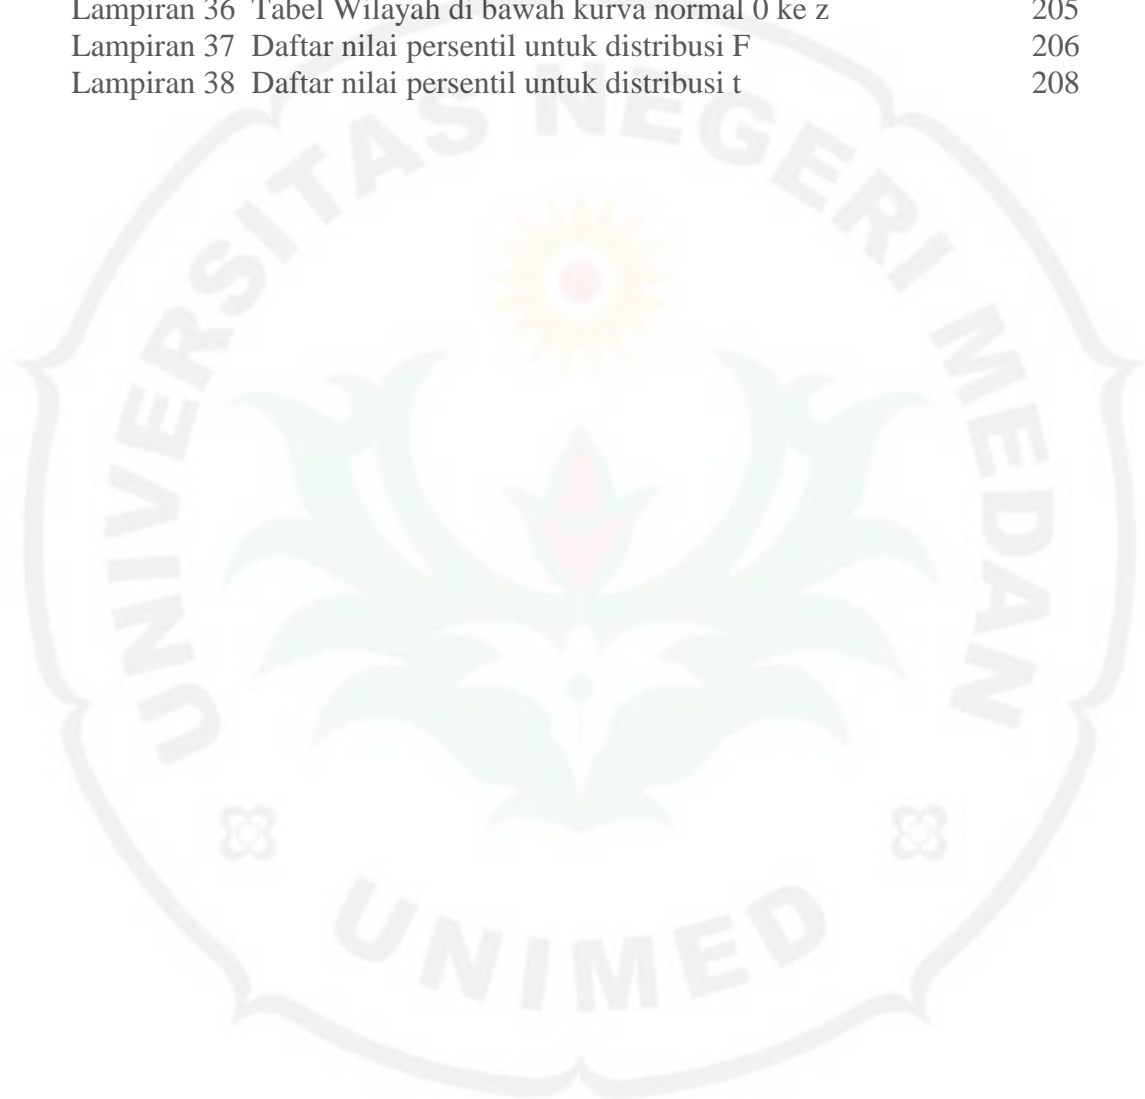 Lampiran 36 Tabel Wilayah di bawah kurva normal 0 ke z 205
Lampiran 37 Daftar nilai persentil untuk distribusi F 206
Lampiran 38 Daftar nilai persentil untuk distribusi t 208
UNIVERSITAS NEGERI MEDAN
UNIMED